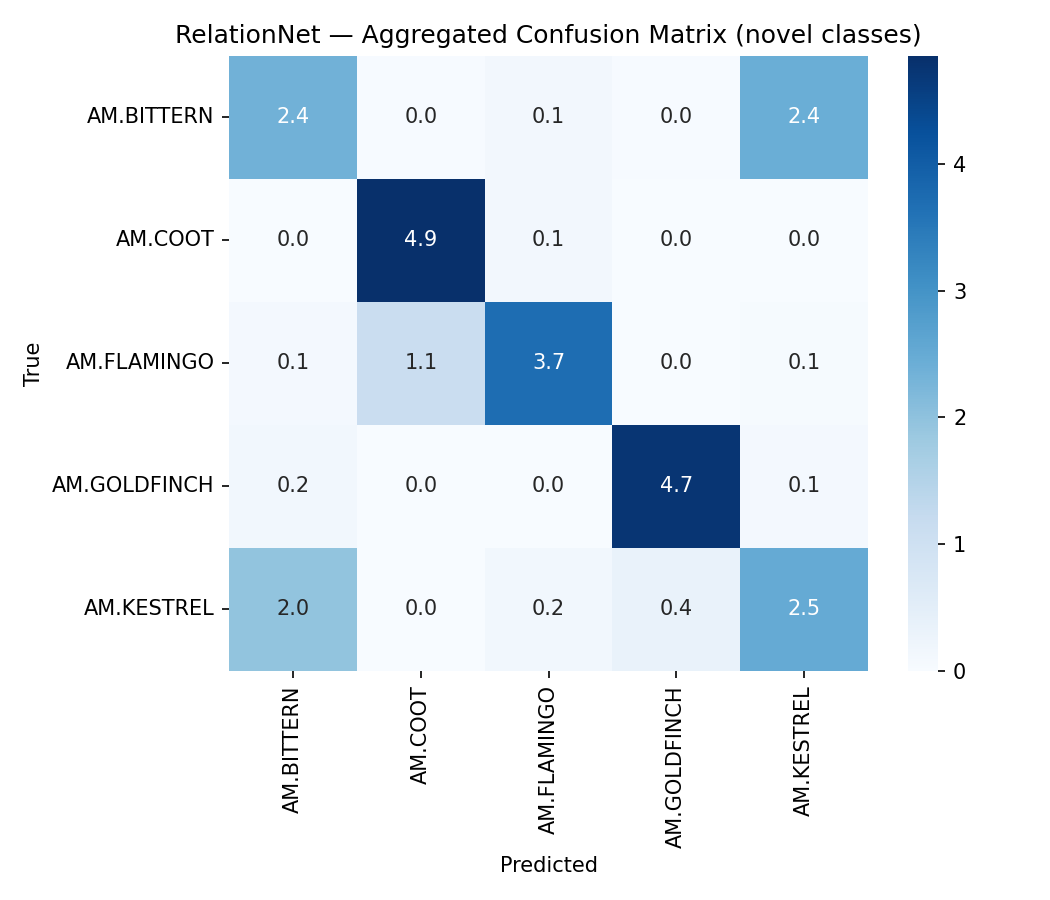 RelationNet — Aggregated Confusion Matrix (novel classes)
AM.BITTERN 2.4 0.0 0.1 0.0 2.4
AM.COOT 0.0 4.9 0.1 0.0 0.0
AM.FLAMINGO 0.1 1.1 3.7 0.0 0.1
AM.GOLDFINCH 0.2 0.0 0.0 4.7 0.1
AM.KESTREL 2.0 0.0 0.2 0.4 2.5
True
AM.BITTERN AM.COOT AM.FLAMINGO AM.GOLDFINCH AM.KESTREL
Predicted
4
3
2
1
0